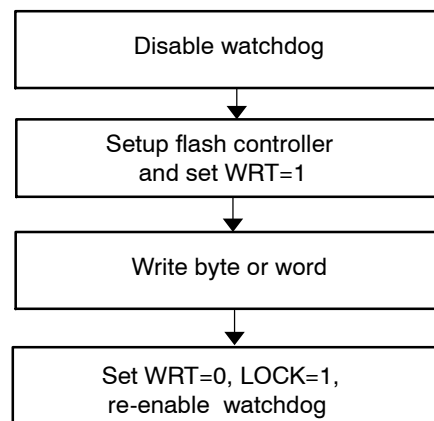 Disable watchdog
Setup flash controller
and set WRT=1
Write byte or word
Set WRT=0, LOCK=1,
re-enable watchdog